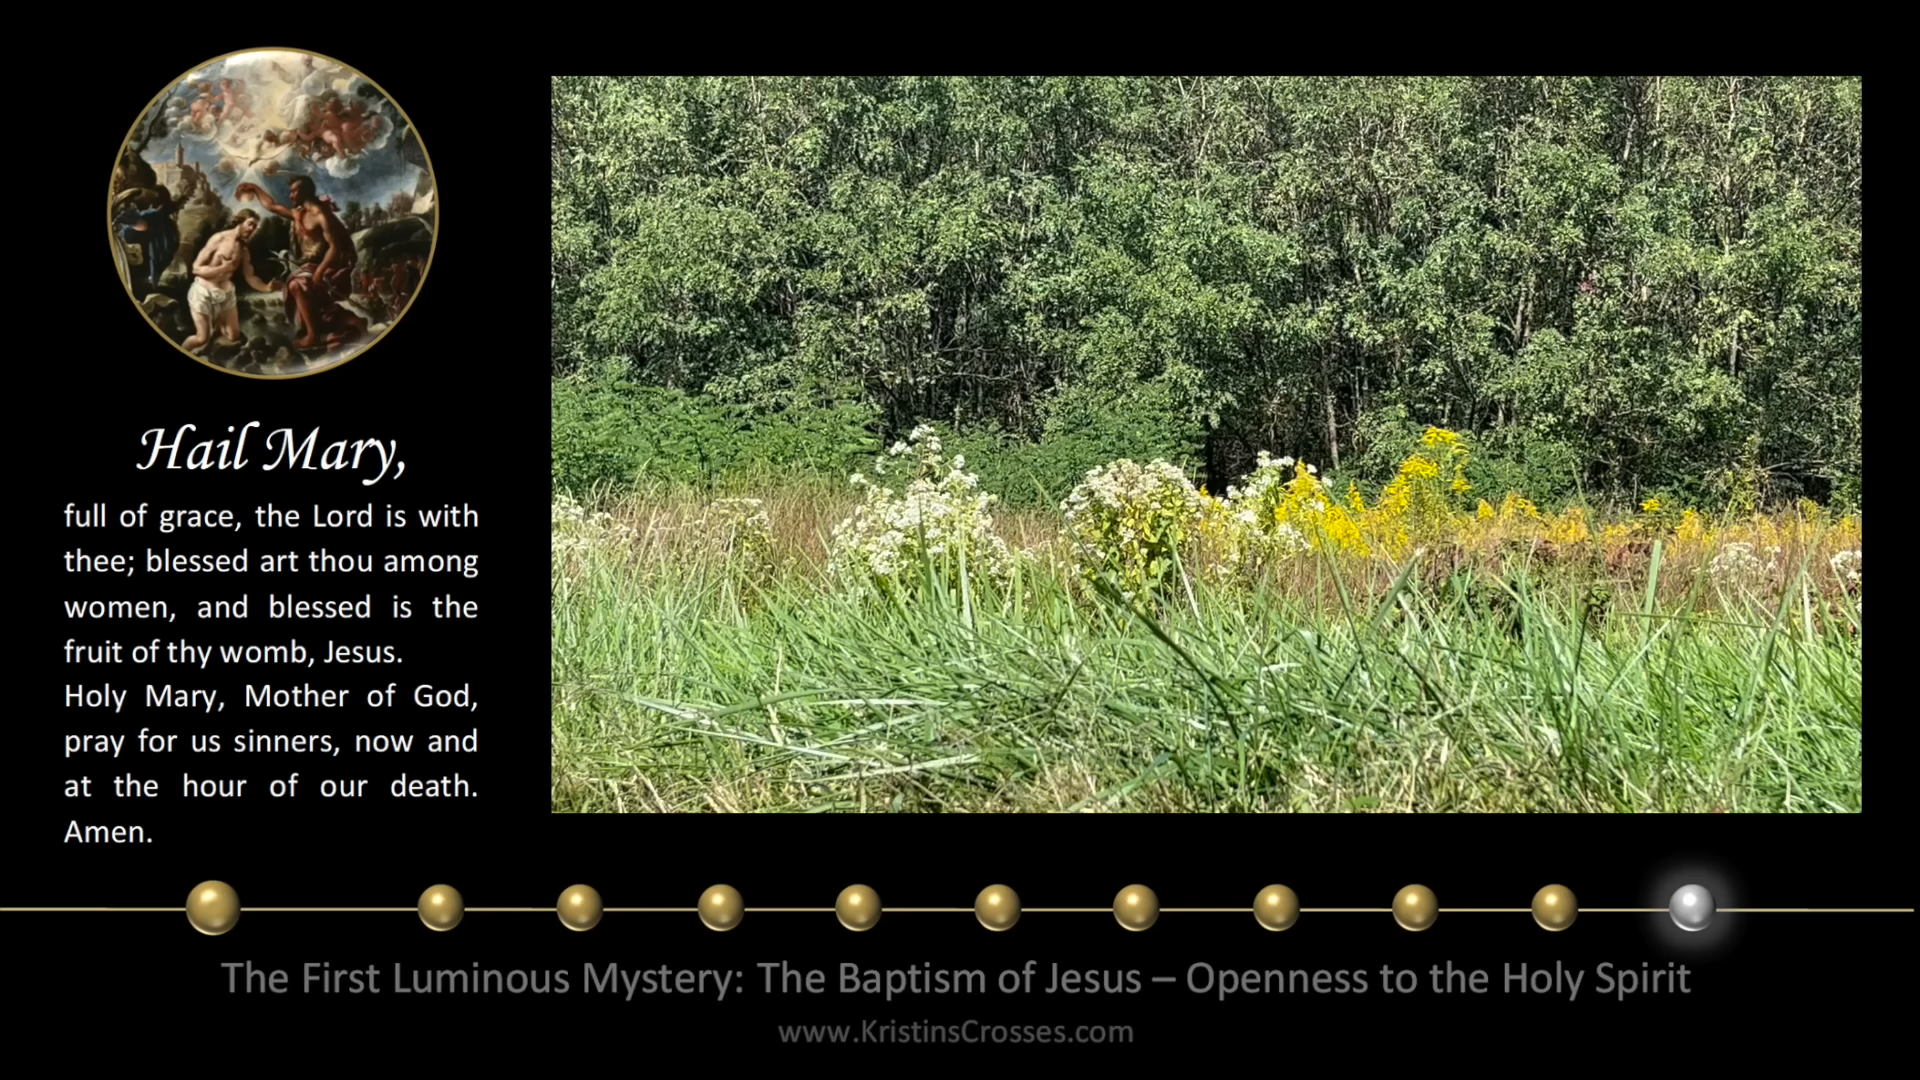 Hail Mary,
full of grace, the Lord is with
thee; blessed art thou among
women, and blessed is the
fruit of thy womb, Jesus.
Holy Mary, Mother of God,
pray for us sinners, now and
at the hour of our death.
Amen.
The First Luminous Mystery: The Baptism of Jesus – Openness to the Holy Spirit
www.KristinsCrosses.com